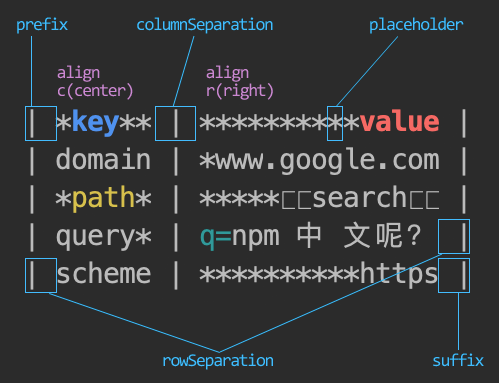 prefix columnSeparation placeholder
align align
c(center) r(right)
| *key** | **********value |
| domain | *www.google.com |
| *path* | *****□□search□□ |
| query* | q=npm 中 文呢? |
| scheme | **********https |
rowSeparation suffix